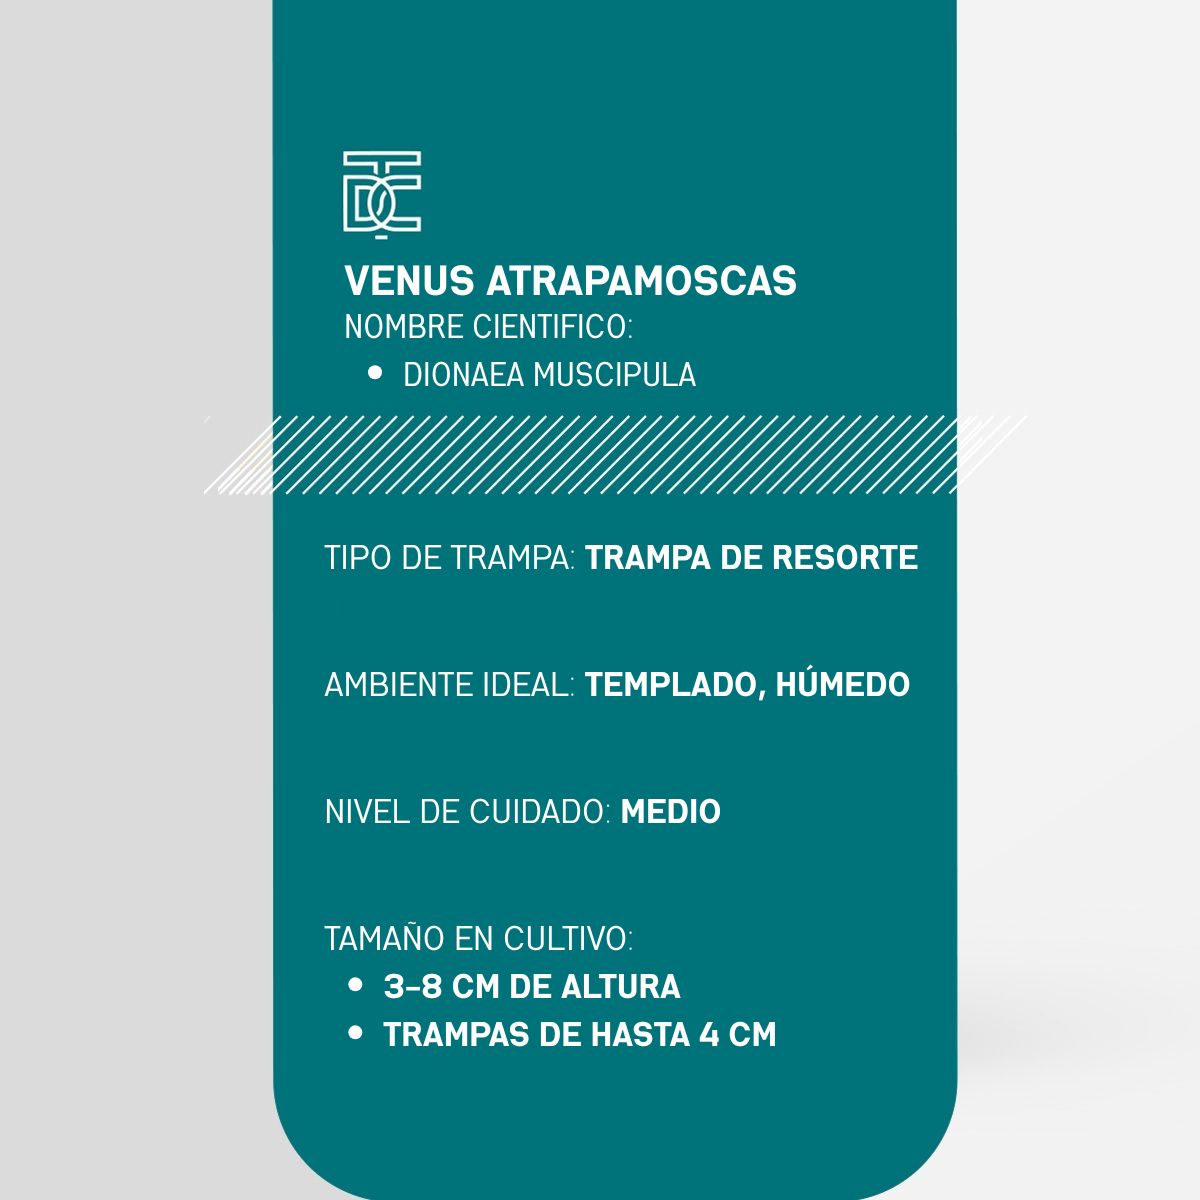 TDC
VENUS ATRAPAMOSCAS
NOMBRE CIENTIFICO:
• DIONAEA MUSCIPULA
TIPO DE TRAMPA: TRAMPA DE RESORTE
AMBIENTE IDEAL: TEMPLADO, HÚMEDO
NIVEL DE CUIDADO: MEDIO
TAMAÑO EN CULTIVO:
• 3-8 CM DE ALTURA
• TRAMPAS DE HASTA 4 CM